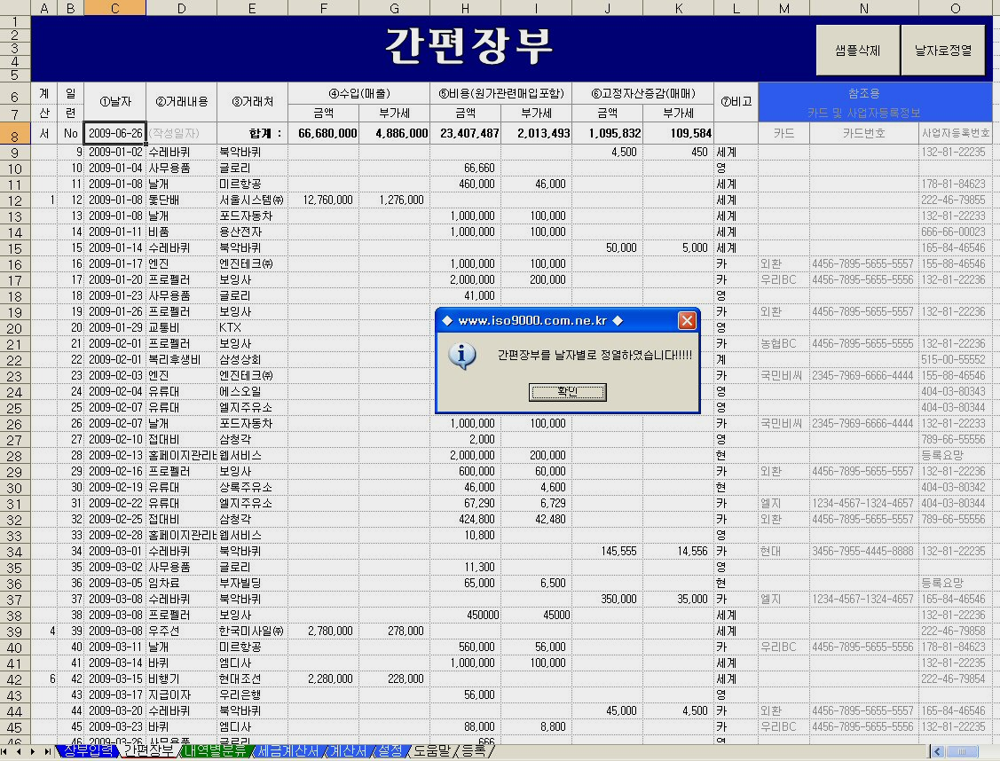 A B C D E F G H I J K L M N O
1
2 간편장부 샘플삭제 날자로정열
3
4
5
6 계 일 ①날자 ②거래내용 ③거래처 ④수입(매출) ⑤비용(원가관련매입포함) ⑥고정자산증감(매매) ⑦비고 참조용
7 산 련 금액 부가세 금액 부가세 금액 부가세 카드 및 사업자등록정보
8 서 No 2009-06-26 (작성일자) 합계 : 66,680,000 4,886,000 23,407,487 2,013,493 1,095,832 109,584 카드 카드번호 사업자등록번호
9 9 2009-01-02 수레바퀴 북악바퀴 4,500 450 세계 132-81-22235
10 10 2009-01-04 사무용품 글로리 66,660 영
11 11 2009-01-08 날개 미르항공 460,000 46,000 세계 178-81-84623
12 1 12 2009-01-08 돛단배 서울시스템㈜ 12,760,000 1,276,000 세계 222-46-79855
13 13 2009-01-08 날개 포드자동차 1,000,000 100,000 세계 132-81-22233
14 14 2009-01-11 비품 용산전자 1,000,000 100,000 세계 666-66-00023
15 15 2009-01-14 수레바퀴 북악바퀴 50,000 5,000 세계 165-84-46546
16 16 2009-01-17 엔진 엔진테크㈜ 1,000,000 100,000 카 외환 4456-7895-5655-5557 155-88-46546
17 17 2009-01-20 프로펠러 보잉사 2,000,000 200,000 카 우리BC 4456-7895-5655-5556 132-81-22236
18 18 2009-01-23 사무용품 글로리 41,000 영
19 19 2009-01-26 프로펠러 보잉사 카 외환 4456-7895-5655-5557 132-81-22236
20 20 2009-01-29 교통비 KTX 영
21 21 2009-02-01 프로펠러 보잉사 카 농협BC 4456-7895-5655-5555 132-81-22236
22 22 2009-02-01 복리후생비 삼성상회 계 515-00-55552
23 23 2009-02-03 엔진 엔진테크㈜ 카 국민비씨 2345-7969-6666-4444 155-88-46546
24 24 2009-02-04 유류대 에스오일 영 404-03-80343
25 25 2009-02-07 유류대 엘지주유소 영 404-03-80344
26 26 2009-02-07 날개 포드자동차 1,000,000 100,000 카 국민비씨 2345-7969-6666-4444 132-81-22233
27 27 2009-02-10 접대비 삼청각 2,000 영 789-66-55556
28 28 2009-02-13 홈페이지관리비 웹서비스 2,000,000 200,000 현 등록요망
29 29 2009-02-16 프로펠러 보잉사 600,000 60,000 카 외환 4456-7895-5655-5557 132-81-22236
30 30 2009-02-19 유류대 상록주유소 46,000 4,600 현 404-03-80342
31 31 2009-02-22 유류대 엘지주유소 67,290 6,729 카 엘지 1234-4567-1324-4657 404-03-80344
32 32 2009-02-25 접대비 삼청각 424,800 42,480 카 외환 4456-7895-5655-5557 789-66-55556
33 33 2009-02-28 홈페이지관리비 웹서비스 10,800 영
34 34 2009-03-01 수레바퀴 북악바퀴 145,555 14,556 카 현대 3456-7955-4445-8888 132-81-22235
35 35 2009-03-02 사무용품 글로리 11,300 영
36 36 2009-03-05 임차료 부자빌딩 65,000 6,500 현 등록요망
37 37 2009-03-08 수레바퀴 북악바퀴 350,000 35,000 카 엘지 1234-4567-1324-4657 165-84-46546
38 38 2009-03-08 프로펠러 보잉사 450000 45000 세계 132-81-22236
39 4 39 2009-03-08 우주선 한국미사일㈜ 2,780,000 278,000 세계 222-46-79858
40 40 2009-03-11 날개 미르항공 560,000 56,000 카 우리BC 4456-7895-5655-5556 178-81-84623
41 41 2009-03-14 바퀴 엠디사 1,000,000 100,000 세계 132-81-22235
42 6 42 2009-03-15 비행기 현대조선 2,280,000 228,000 세계 222-46-79854
43 43 2009-03-17 지급이자 우리은행 56,000 영
44 44 2009-03-20 수레바퀴 북악바퀴 45,000 4,500 카 외환 4456-7895-5655-5557 165-84-46546
45 45 2009-03-23 바퀴 엠디사 88,000 8,800 카 우리BC 4456-7895-5655-5556 132-81-22235
46 46 2009-03-26 사무용품 글로리 666 영
◆ www.iso9000.com.ne.kr ◆
간편장부를 날자별로 정열하였습니다!!!!!
확인
장부입력 간편장부 내역별분류 세금계산서 계산서 설정 도움말 등록